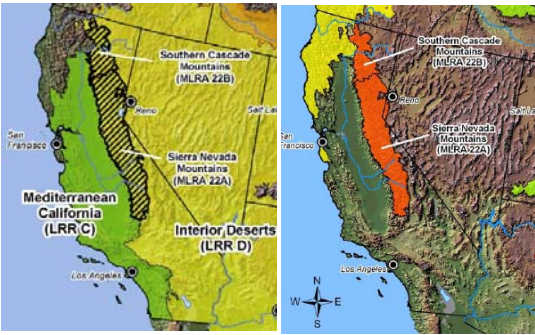 Southern Cascade
Mountains
(MLRA 22B)
Reno
Salt La
San
Francisco
Sierra Nevada
Mountains
(MLRA 22A)
Mediterranean
California
(LRR C)
Interior Deserts
(LRR D)
Los Angeles
Southern Cascade
Mountains
(MLRA 22B)
Reno
Salt L
San
Francisco
Sierra Nevada
Mountains
(MLRA 22A)
Los Angeles
N
W E
S